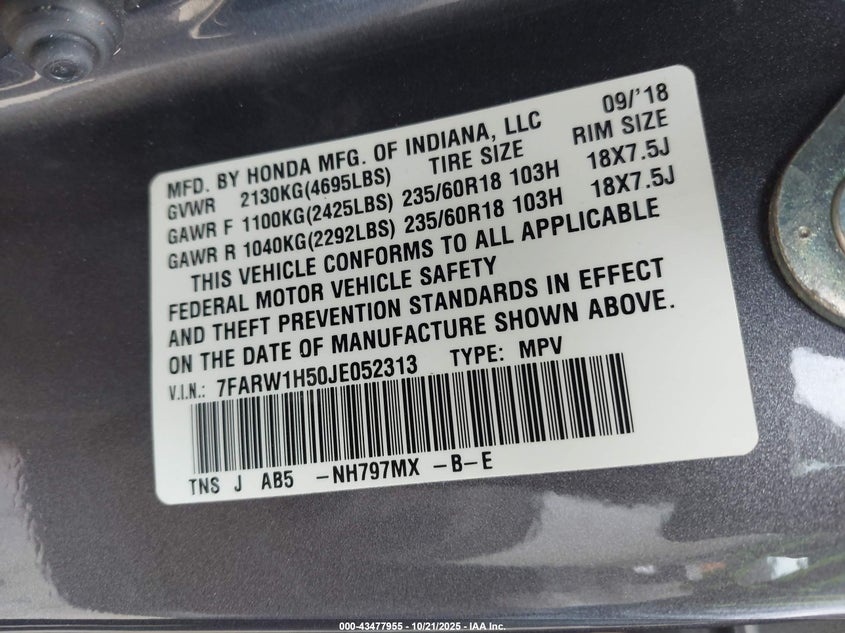 MFD. BY HONDA MFG. OF INDIANA, LLC 09/'18
GVWR 2130KG(4695LBS) TIRE SIZE RIM SIZE
GAWR F 1100KG(2425LBS) 235/60R18 103H 18X7.5J
GAWR R 1040KG(2292LBS) 235/60R18 103H 18X7.5J
THIS VEHICLE CONFORMS TO ALL APPLICABLE
FEDERAL MOTOR VEHICLE SAFETY
AND THEFT PREVENTION STANDARDS IN EFFECT
ON THE DATE OF MANUFACTURE SHOWN ABOVE.
V.I.N.: 7FARW1H50JE052313 TYPE: MPV
TNS J AB5 -NH797MX -B-E
000-43477955 - 10/21/2025 - IAA Inc.